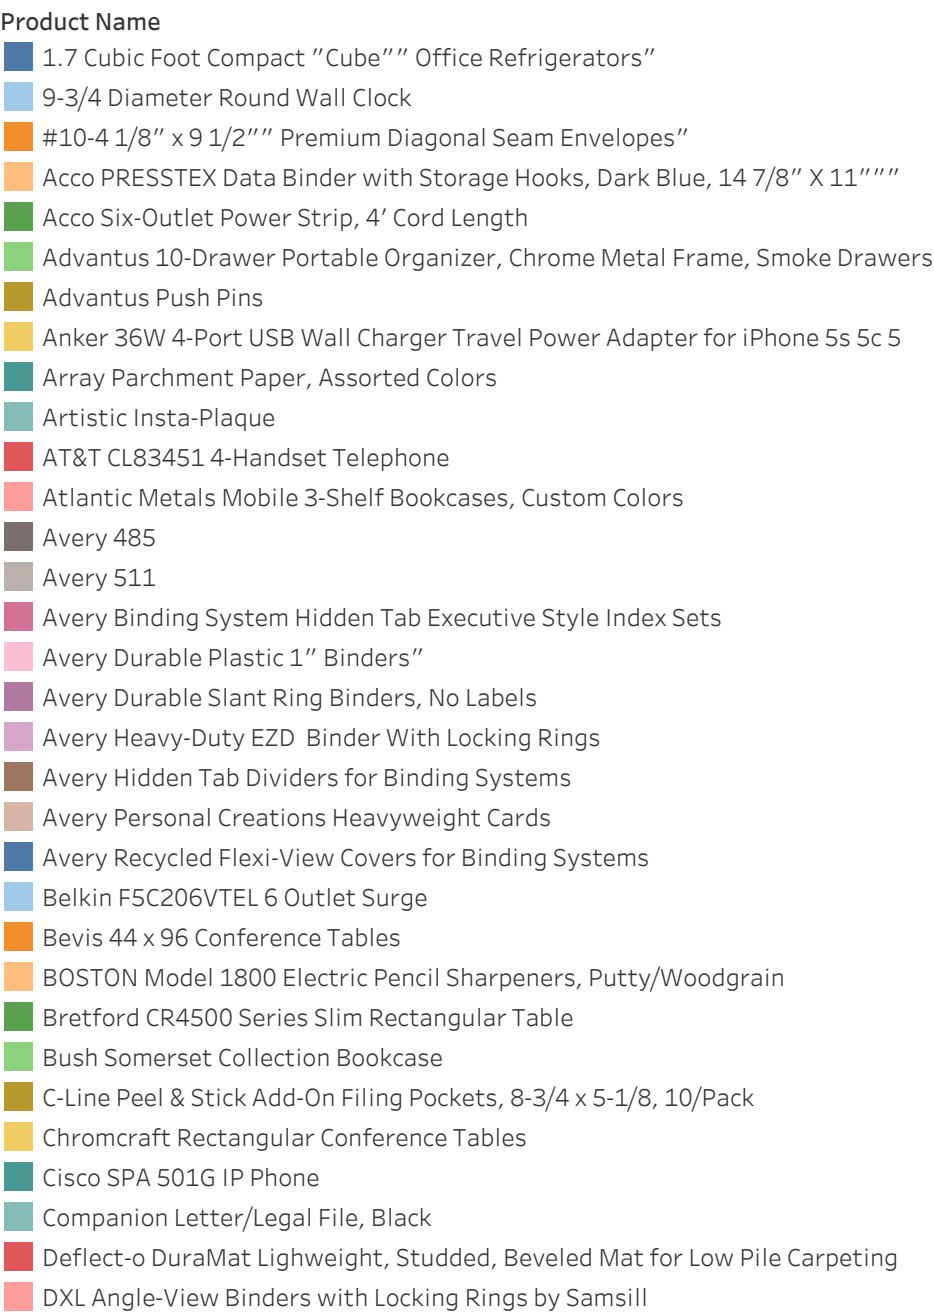 Product Name
1.7 Cubic Foot Compact "Cube"" Office Refrigerators"
9-3/4 Diameter Round Wall Clock
#10-4 1/8" x 9 1/2"" Premium Diagonal Seam Envelopes"
Acco PRESSTEX Data Binder with Storage Hooks, Dark Blue, 14 7/8" X 11"""
Acco Six-Outlet Power Strip, 4' Cord Length
Advantus 10-Drawer Portable Organizer, Chrome Metal Frame, Smoke Drawers
Advantus Push Pins
Anker 36W 4-Port USB Wall Charger Travel Power Adapter for iPhone 5s 5c 5
Array Parchment Paper, Assorted Colors
Artistic Insta-Plaque
AT&T CL83451 4-Handset Telephone
Atlantic Metals Mobile 3-Shelf Bookcases, Custom Colors
Avery 485
Avery 511
Avery Binding System Hidden Tab Executive Style Index Sets
Avery Durable Plastic 1" Binders"
Avery Durable Slant Ring Binders, No Labels
Avery Heavy-Duty EZD  Binder With Locking Rings
Avery Hidden Tab Dividers for Binding Systems
Avery Personal Creations Heavyweight Cards
Avery Recycled Flexi-View Covers for Binding Systems
Belkin F5C206VTEL 6 Outlet Surge
Bevis 44 x 96 Conference Tables
BOSTON Model 1800 Electric Pencil Sharpeners, Putty/Woodgrain
Bretford CR4500 Series Slim Rectangular Table
Bush Somerset Collection Bookcase
C-Line Peel & Stick Add-On Filing Pockets, 8-3/4 x 5-1/8, 10/Pack
Chromcraft Rectangular Conference Tables
Cisco SPA 501G IP Phone
Companion Letter/Legal File, Black
Deflect-o DuraMat Lighweight, Studded, Beveled Mat for Low Pile Carpeting
DXL Angle-View Binders with Locking Rings by Samsill